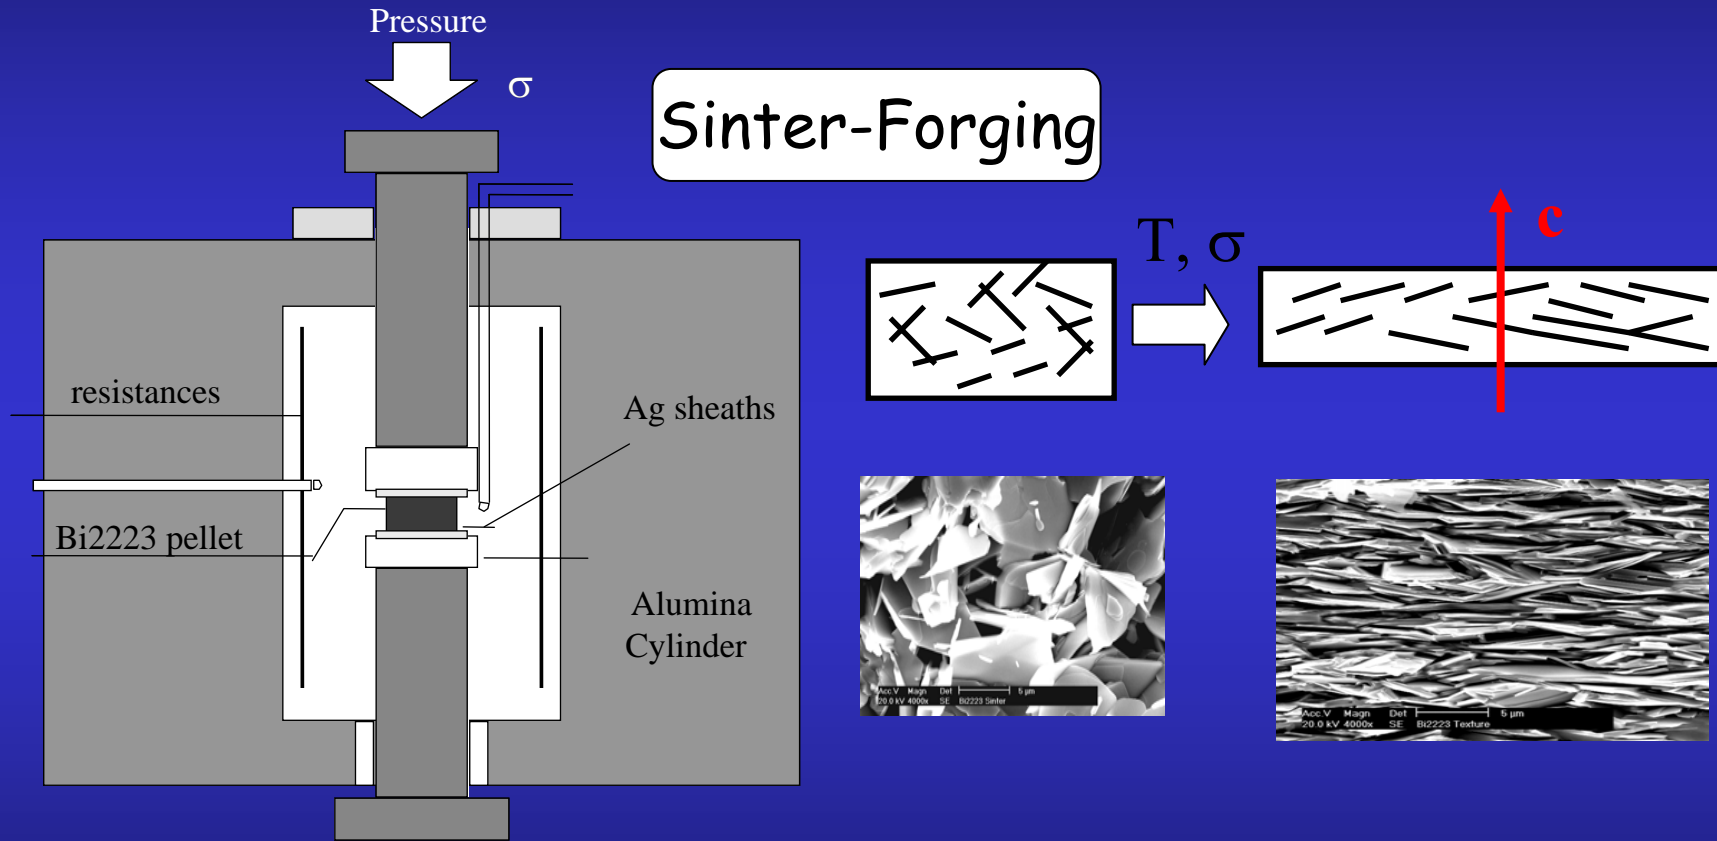 Pressure
σ
Sinter-Forging
T, σ
c
resistances
Ag sheaths
Bi2223 pellet
Alumina
Cylinder
Acc.V Magn Det 5 µm
20.0 kV 4000x SE Bi2223 Sinter
Acc.V Magn Det 5 µm
20.0 kV 4000x SE Bi2223 Texture